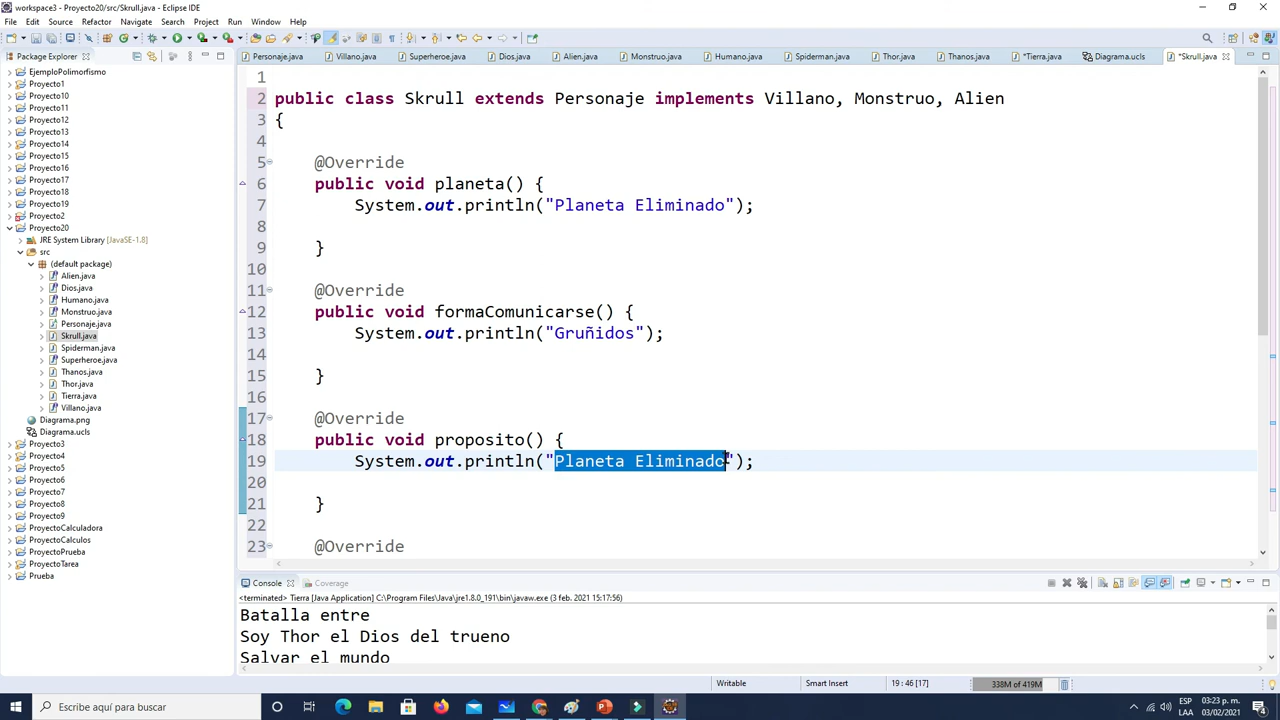 workspace3 - Proyecto20/src/Skrull.java - Eclipse IDE
File Edit Source Refactor Navigate Search Project Run Window Help
Package Explorer
Personaje.java Villano.java Superheroe.java Dios.java Alien.java Monstruo.java Humano.java Spiderman.java Thor.java Thanos.java *Tierra.java Diagrama.ucls *Skrull.java
EjemploPolimorfismo
Proyecto1
Proyecto10
Proyecto11
Proyecto12
Proyecto13
Proyecto14
Proyecto15
Proyecto16
Proyecto17
Proyecto18
Proyecto19
Proyecto2
Proyecto20
JRE System Library [JavaSE-1.8]
src
(default package)
Alien.java
Dios.java
Humano.java
Monstruo.java
Personaje.java
Skrull.java
Spiderman.java
Superheroe.java
Thanos.java
Thor.java
Tierra.java
Villano.java
Diagrama.png
Diagrama.ucls
Proyecto3
Proyecto4
Proyecto5
Proyecto6
Proyecto7
Proyecto8
Proyecto9
ProyectoCalculadora
ProyectoCalculos
ProyectoPrueba
ProyectoTarea
Prueba
1
2 public class Skrull extends Personaje implements Villano, Monstruo, Alien
3 {
4
5 @Override
6 public void planeta() {
7 System.out.println("Planeta Eliminado");
8
9 }
10
11 @Override
12 public void formaComunicarse() {
13 System.out.println("Gruñidos");
14
15 }
16
17 @Override
18 public void proposito() {
19 System.out.println("Planeta Eliminado");
20
21 }
22
23 @Override
Console Coverage
<terminated> Tierra [Java Application] C:\Program Files\Java\jre1.8.0_191\bin\javaw.exe (3 feb. 2021 15:17:56)
Batalla entre
Soy Thor el Dios del trueno
Salvar el mundo
Writable Smart Insert 19 : 46 [17] 338M of 419M
Escribe aquí para buscar
ESP 03:23 p. m.
LAA 03/02/2021